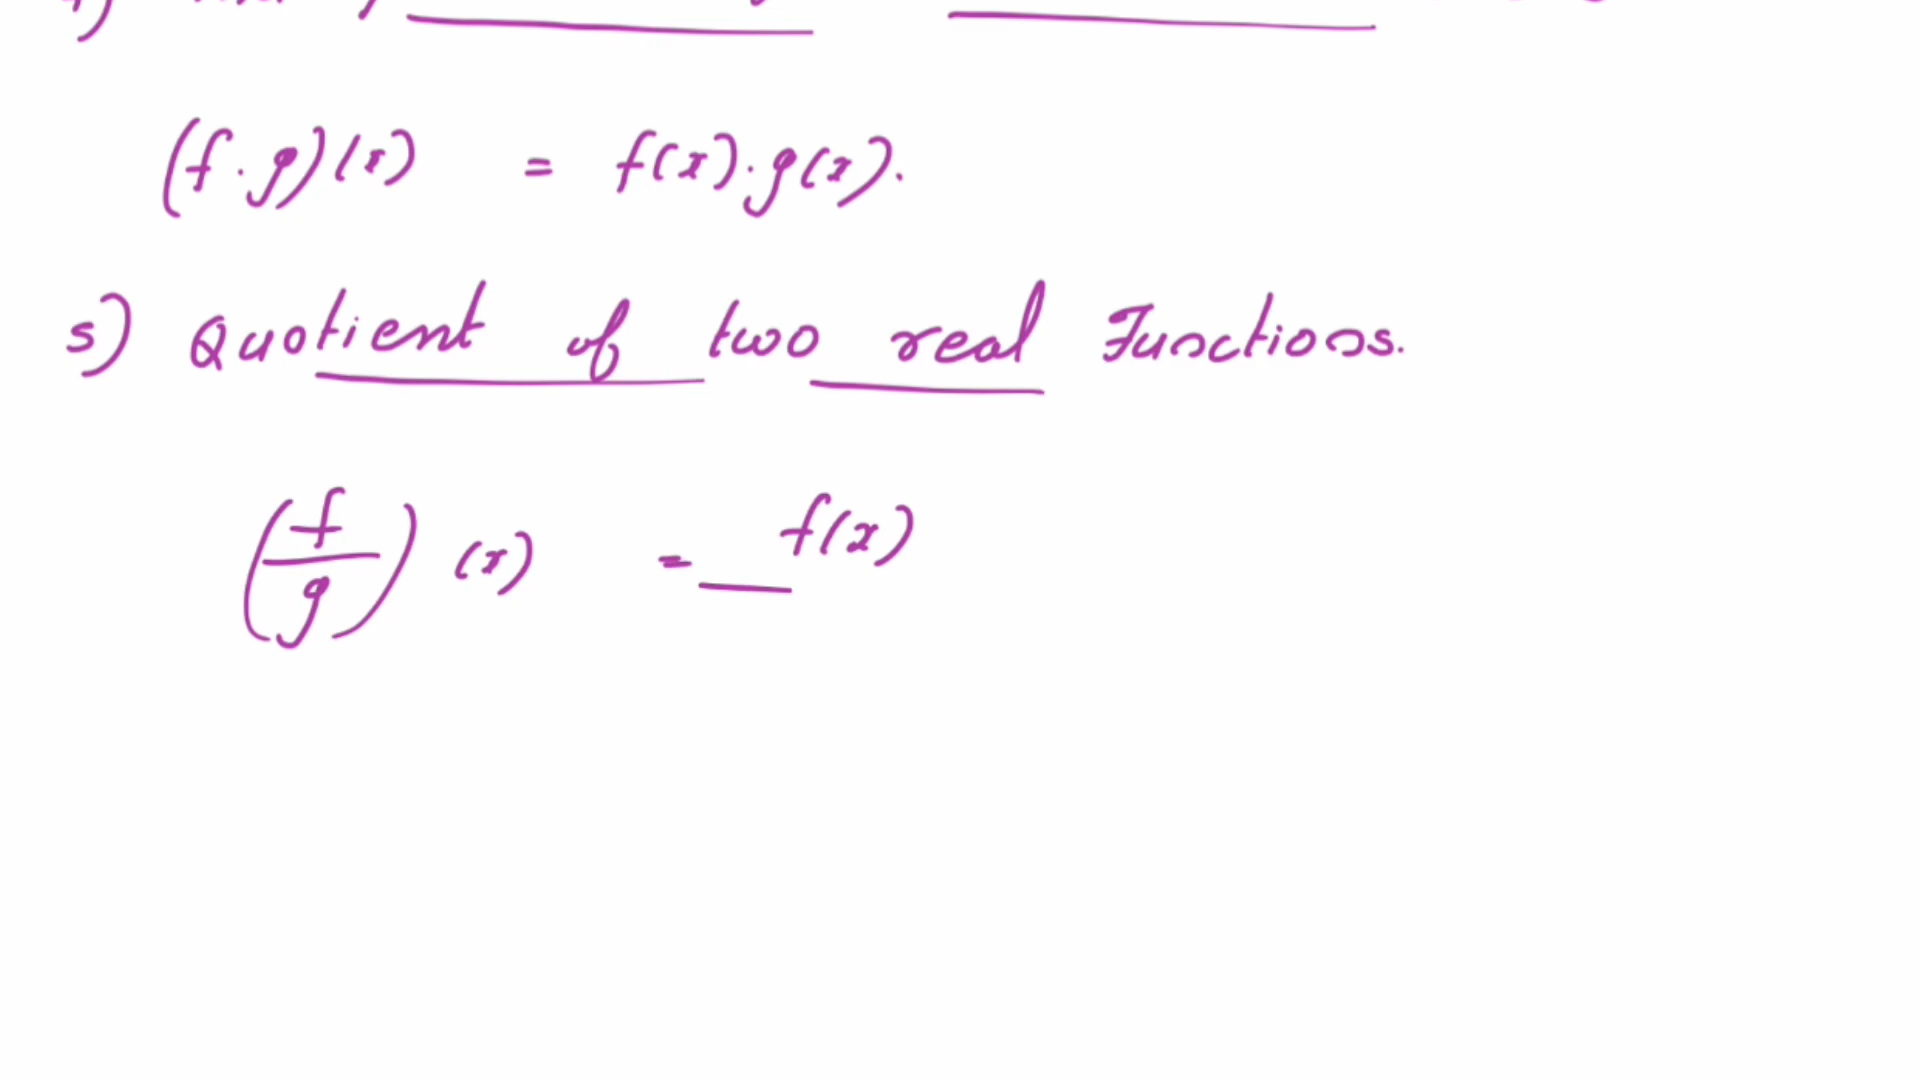 (f·g)(x) = f(x)·g(x).
5) Quotient of two real Functions.
(f/g)(x) = f(x)